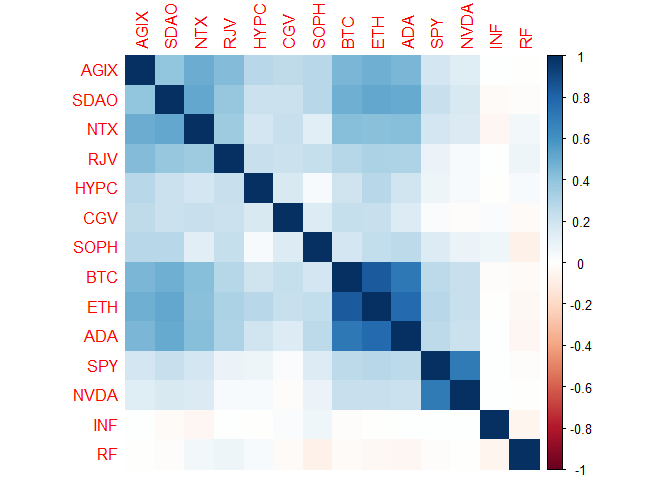 AGIX SDAO NTX RJV HYPC CGV SOPH BTC ETH ADA SPY NVDA INF RF
AGIX
SDAO
NTX
RJV
HYPC
CGV
SOPH
BTC
ETH
ADA
SPY
NVDA
INF
RF
1
0.8
0.6
0.4
0.2
0
-0.2
-0.4
-0.6
-0.8
-1